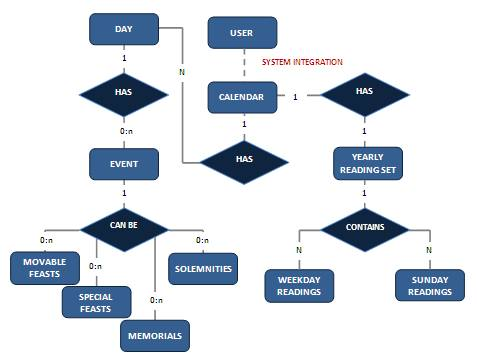 DAY
USER
1
N
SYSTEM INTEGRATION
HAS
CALENDAR
1
HAS
0:n
1
1
EVENT
HAS
YEARLY
READING SET
1
1
CAN BE
CONTAINS
0:n
0:n
N
N
MOVABLE
FEASTS
0:n
SOLEMNITIES
WEEKDAY
READINGS
SUNDAY
READINGS
SPECIAL
FEASTS
0:n
MEMORIALS